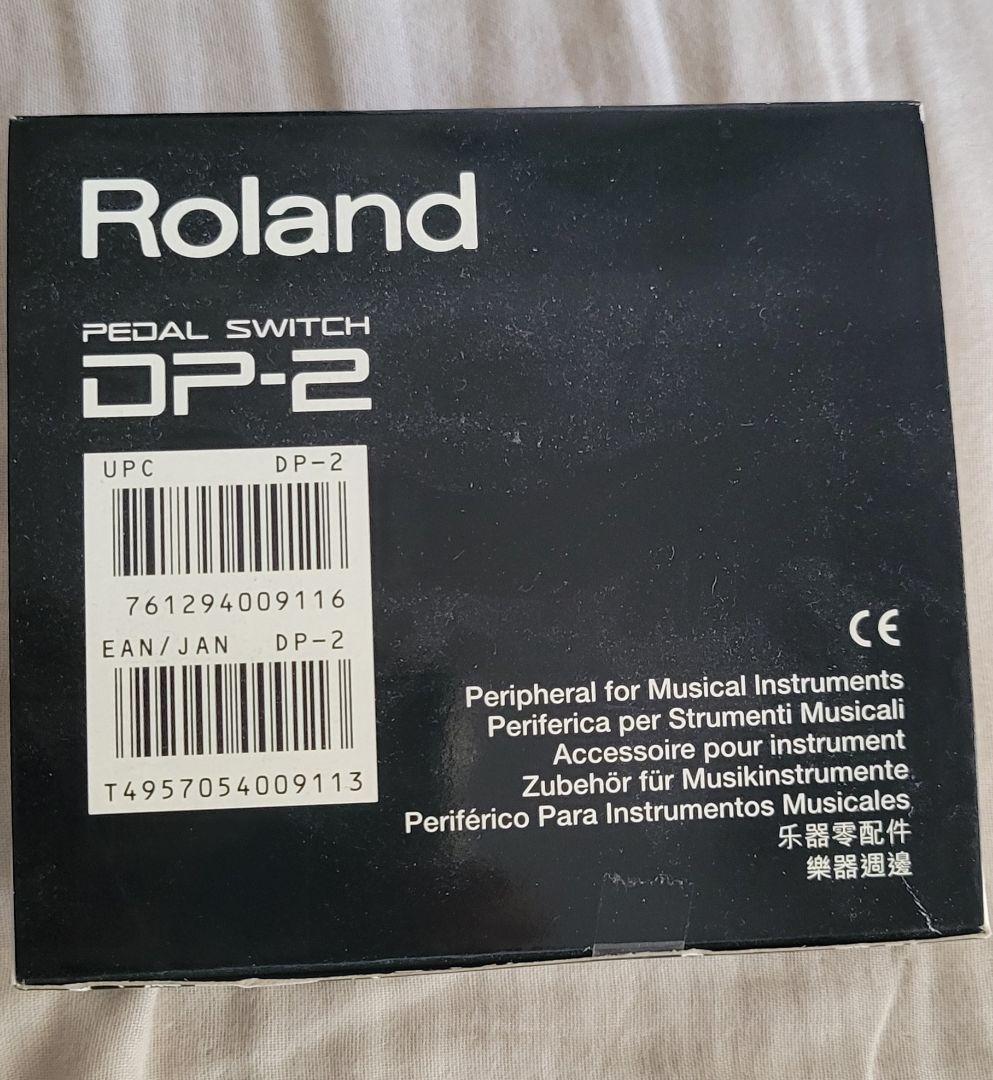 Roland
PEDAL SWITCH
DP-2
UPC DP-2
761294009116
EAN/JAN DP-2
T4957054009113
CE
Peripheral for Musical Instruments
Periferica per Strumenti Musicali
Accessoire pour instrument
Zubehör für Musikinstrumente
Periférico Para Instrumentos Musicales
乐器零配件
樂器週邊